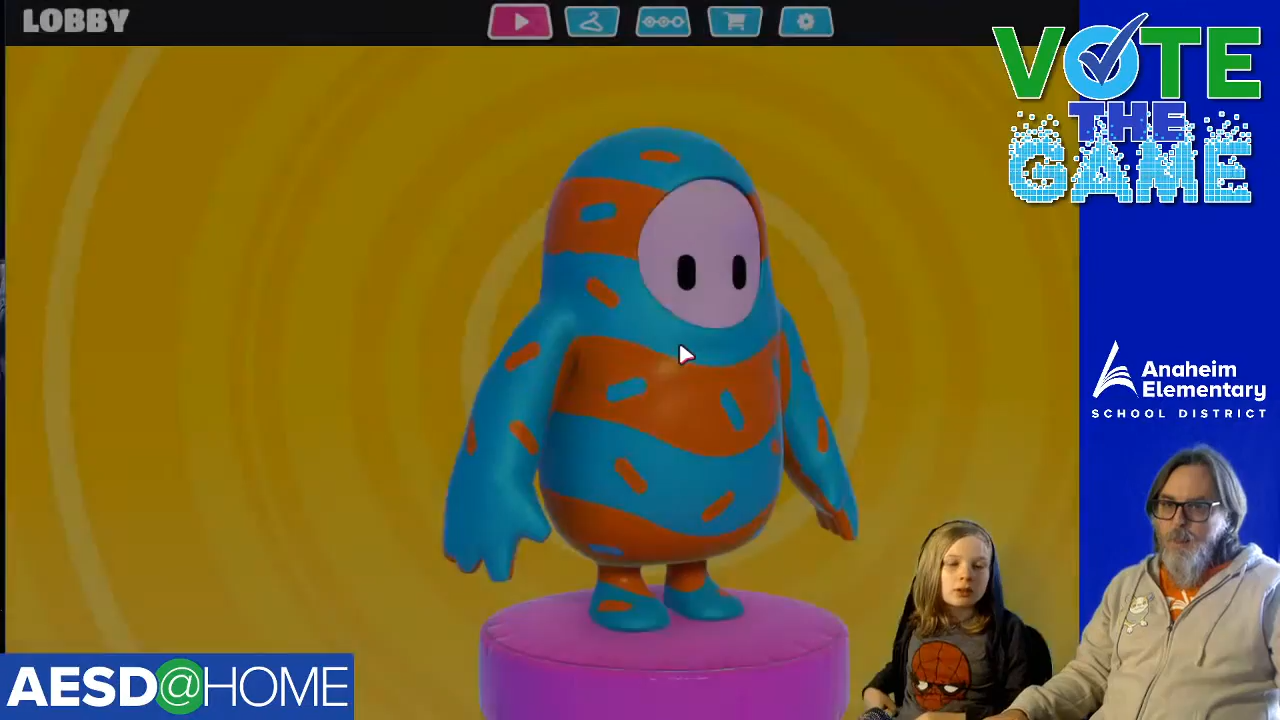 LOBBY
VOTE
THE
GAME
Anaheim
Elementary
SCHOOL DISTRICT
AESD@HOME